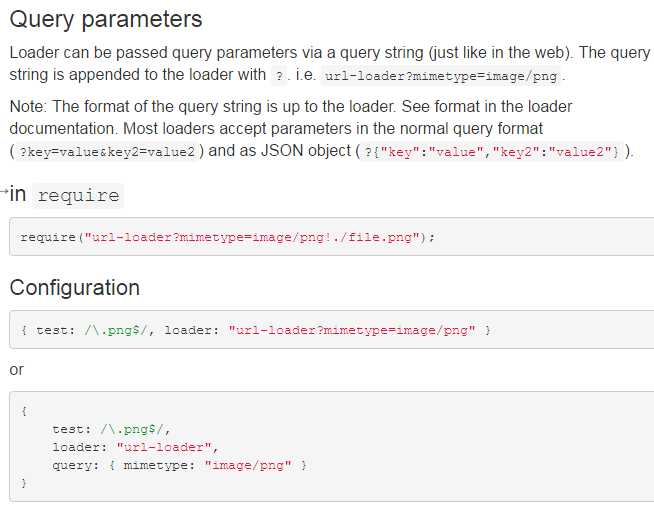 Query parameters
Loader can be passed query parameters via a query string (just like in the web). The query
string is appended to the loader with ?. i.e. url-loader?mimetype=image/png.
Note: The format of the query string is up to the loader. See format in the loader
documentation. Most loaders accept parameters in the normal query format
(?key=value&key2=value2) and as JSON object (?{"key":"value","key2":"value2"}).
→in require
require("url-loader?mimetype=image/png!./file.png");
Configuration
{ test: /\.png$/, loader: "url-loader?mimetype=image/png" }
or
{
    test: /\.png$/,
    loader: "url-loader",
    query: { mimetype: "image/png" }
}